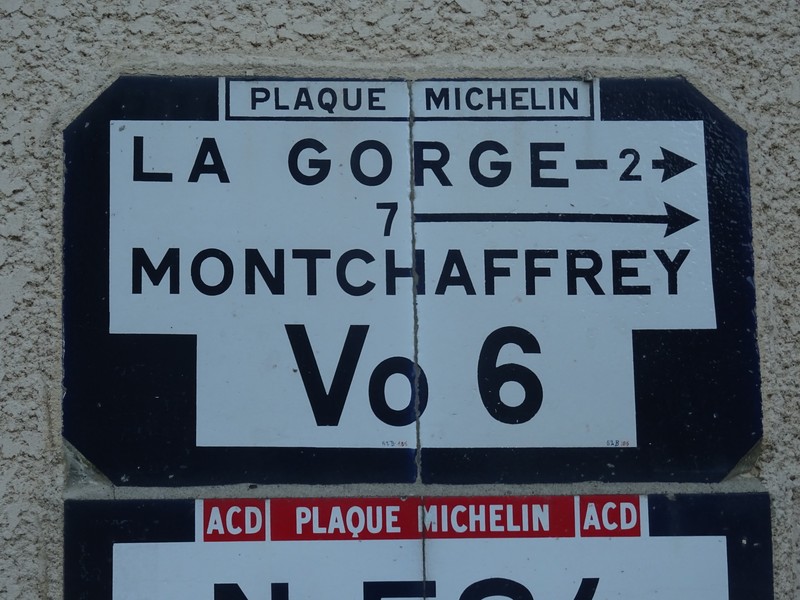 PLAQUE MICHELIN
LA GORGE 2
7
MONTCHAFFREY
Vo 6
ACD PLAQUE MICHELIN ACD